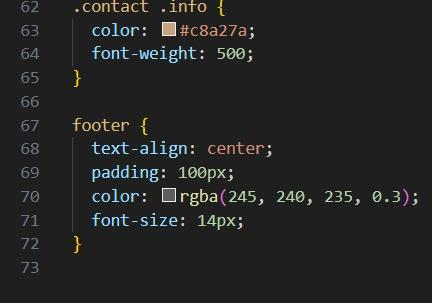 62 .contact .info {
63 color: #c8a27a;
64 font-weight: 500;
65 }
66
67 footer {
68 text-align: center;
69 padding: 100px;
70 color: rgba(245, 240, 235, 0.3);
71 font-size: 14px;
72 }
73